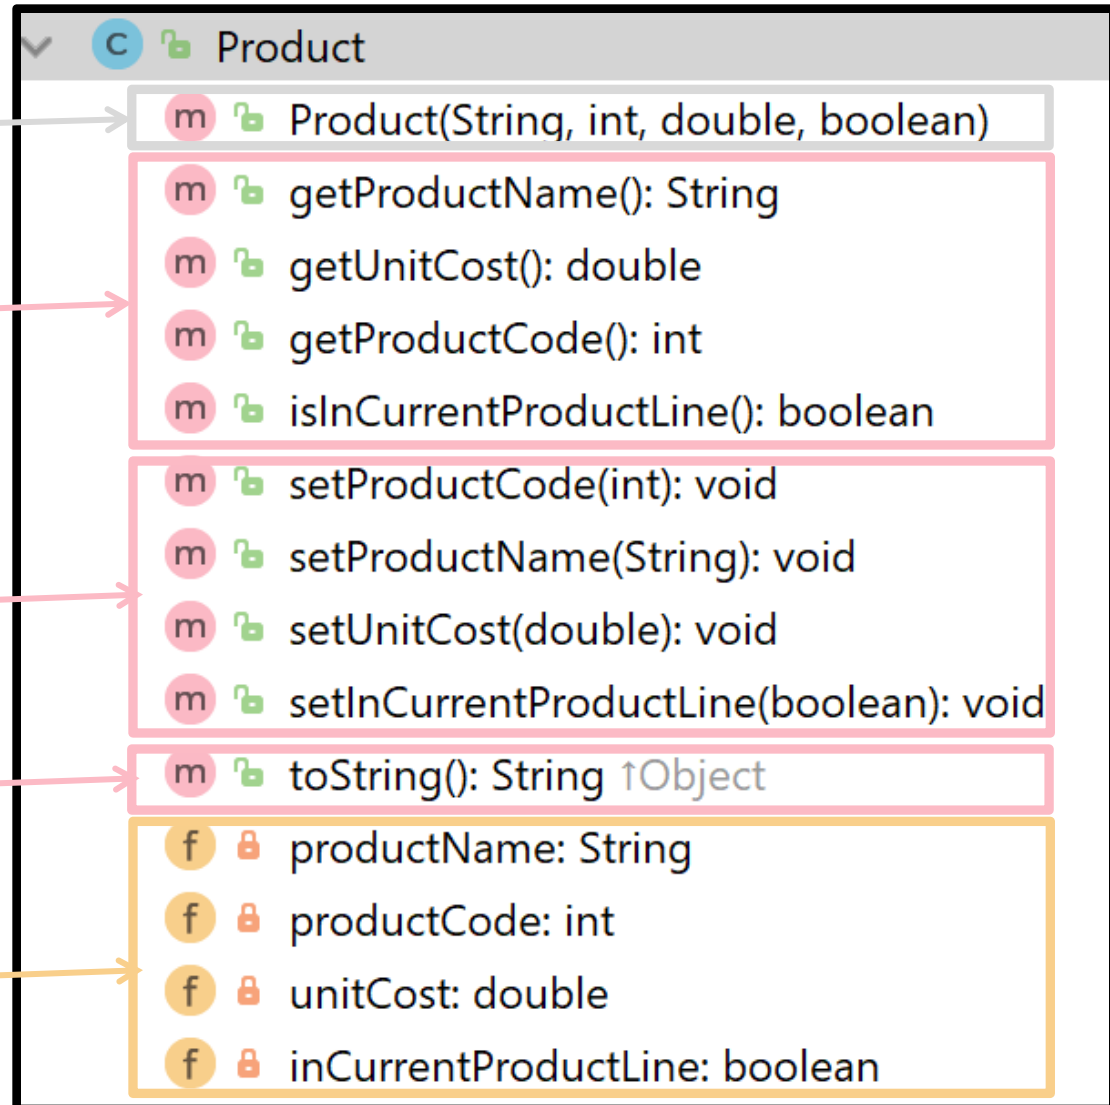 C Product
m Product(String, int, double, boolean)
m getProductName(): String
m getUnitCost(): double
m getProductCode(): int
m isInCurrentProductLine(): boolean
m setProductCode(int): void
m setProductName(String): void
m setUnitCost(double): void
m setInCurrentProductLine(boolean): void
m toString(): String ↑Object
f productName: String
f productCode: int
f unitCost: double
f inCurrentProductLine: boolean